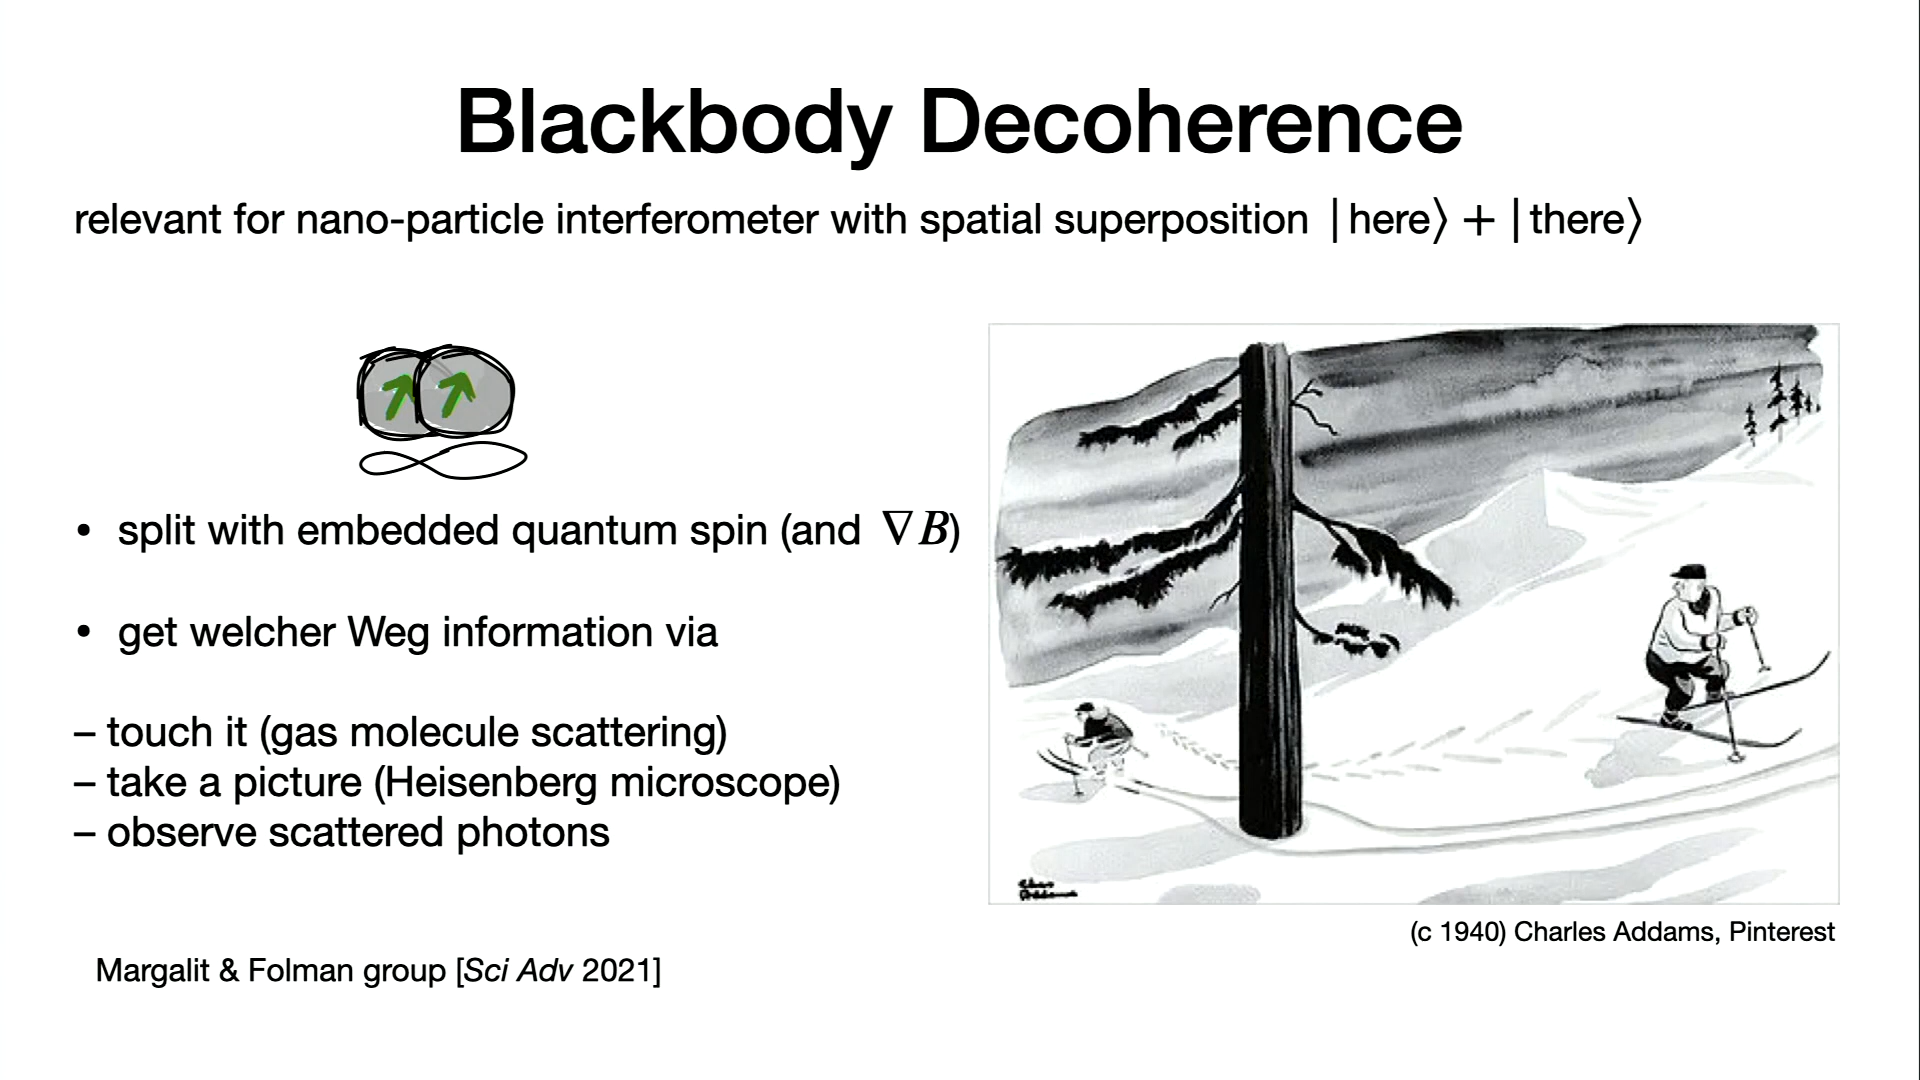 Blackbody Decoherence
relevant for nano-particle interferometer with spatial superposition |here⟩ + |there⟩
• split with embedded quantum spin (and ∇B)
• get welcher Weg information via
– touch it (gas molecule scattering)
– take a picture (Heisenberg microscope)
– observe scattered photons
Chas
Addams
(c 1940) Charles Addams, Pinterest
Margalit & Folman group [Sci Adv 2021]